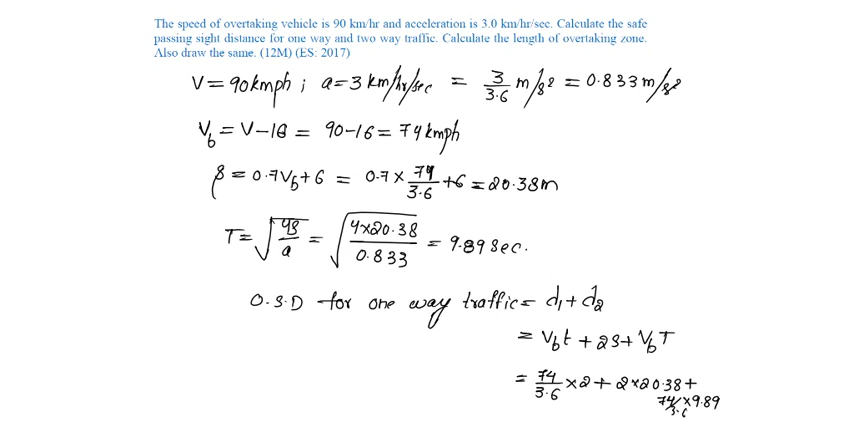 The speed of overtaking vehicle is 90 km/hr and acceleration is 3.0 km/hr/sec. Calculate the safe
passing sight distance for one way and two way traffic. Calculate the length of overtaking zone.
Also draw the same. (12M) (ES: 2017)
V = 90kmph ; a = 3 km/hr/sec = 3/3.6 m/s² = 0.833 m/s²
Vb = V-16 = 90-16 = 74 kmph
S = 0.7Vb + 6 = 0.7 × 74/3.6 + 6 = 20.38m
T = √(4S/a) = √(4×20.38/0.833) = 9.89 sec.
O.S.D for one way traffic = d₁ + d₂
= Vbt + 2S + VbT
= 74/3.6 × 2 + 2×20.38 +
74/3.6 × 9.89